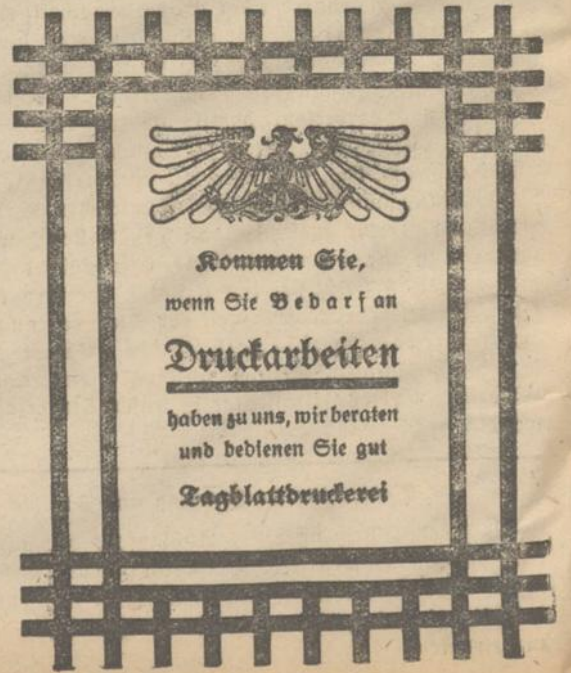 Kommen Sie,
wenn Sie Bedarf an
Druckarbeiten
haben zu uns, wir beraten
und bedienen Sie gut
Tagblattdruckerei